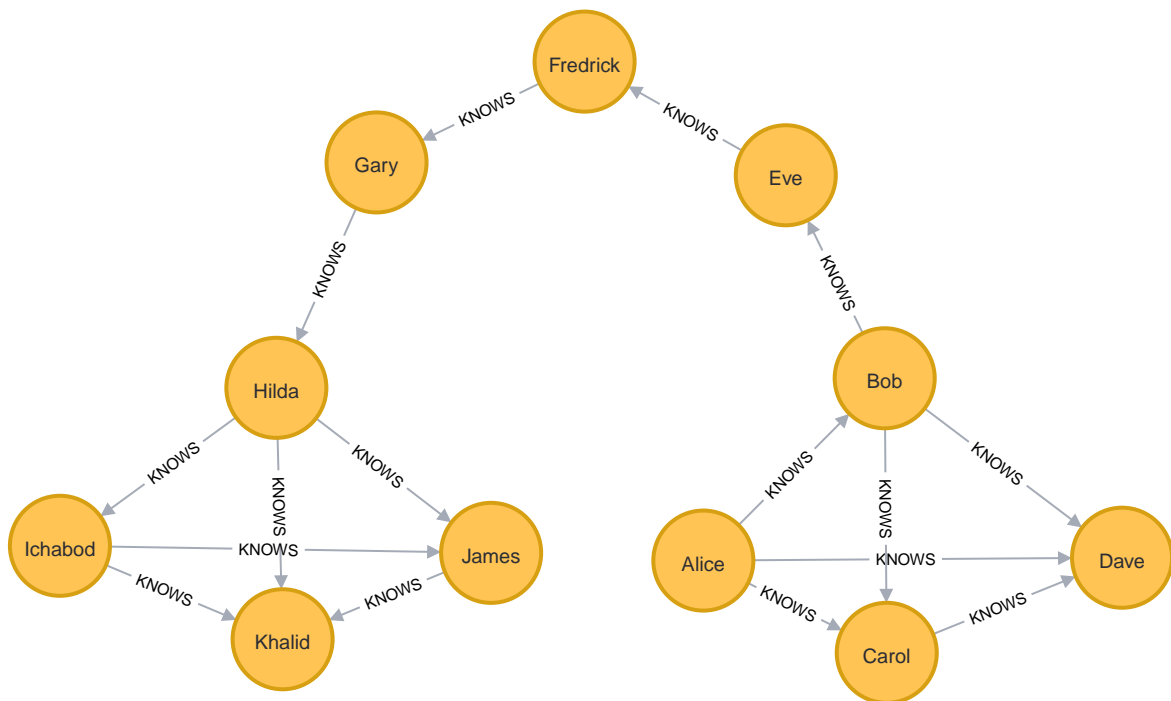 Fredrick
KNOWS
KNOWS
Gary
Eve
KNOWS
KNOWS
Hilda
Bob
KNOWS
KNOWS
KNOWS
KNOWS
KNOWS
KNOWS
Ichabod
KNOWS
James
Alice
KNOWS
Dave
KNOWS
KNOWS
KNOWS
KNOWS
Khalid
Carol